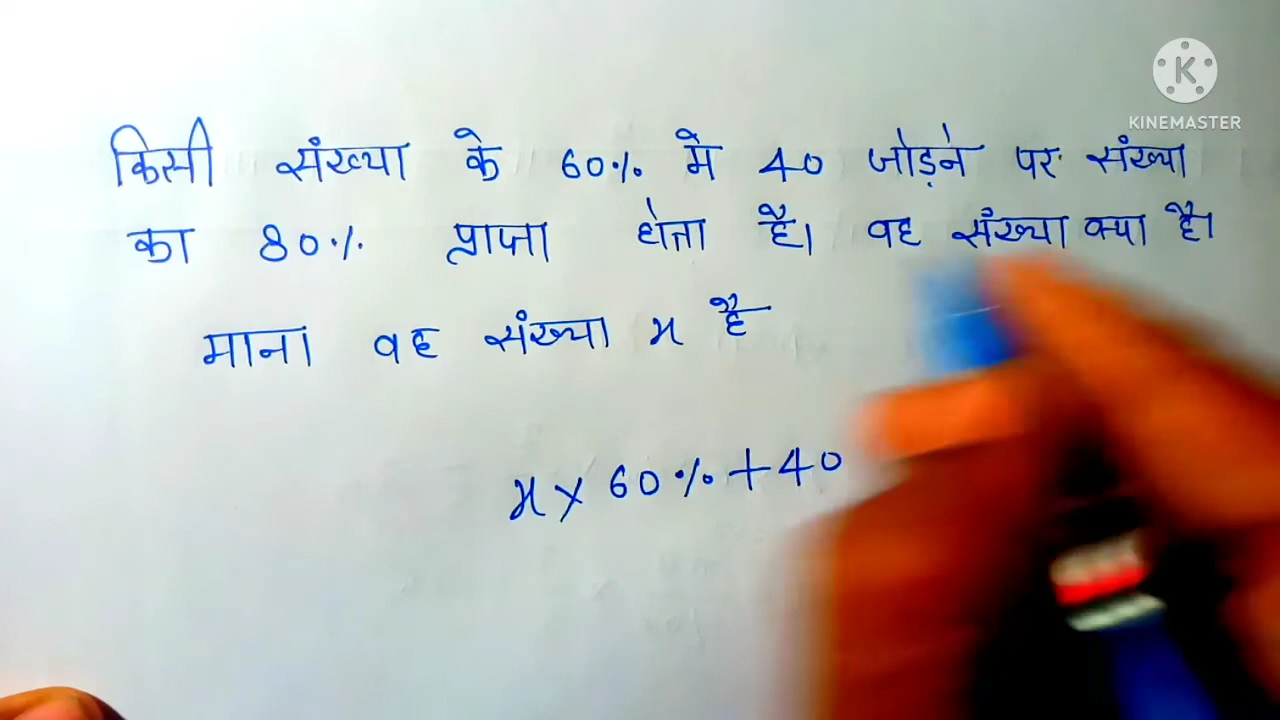 KINEMASTER
किसी संख्या के 60% मे 40 जोड़ने पर संख्या
का 80% प्राप्त होता है। वह संख्या क्या है।
माना वह संख्या x है
x × 60% + 40